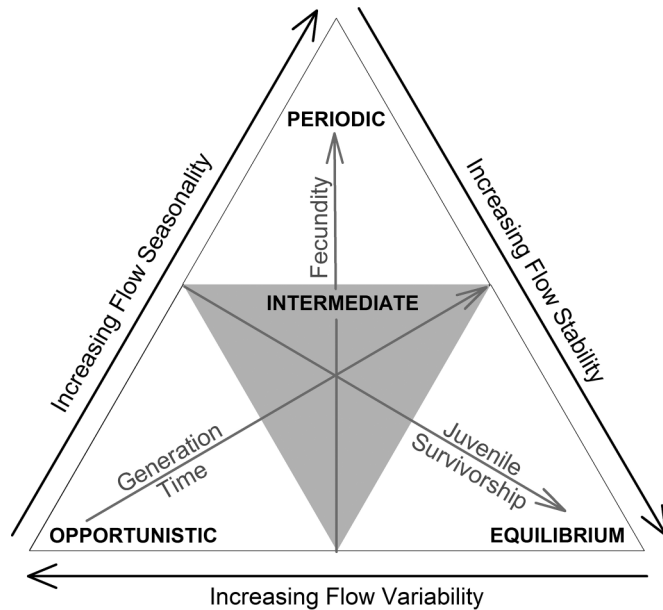 PERIODIC
Increasing Flow Seasonality
Increasing Flow Stability
Fecundity
INTERMEDIATE
Generation
Time
Juvenile
Survivorship
OPPORTUNISTIC
EQUILIBRIUM
Increasing Flow Variability